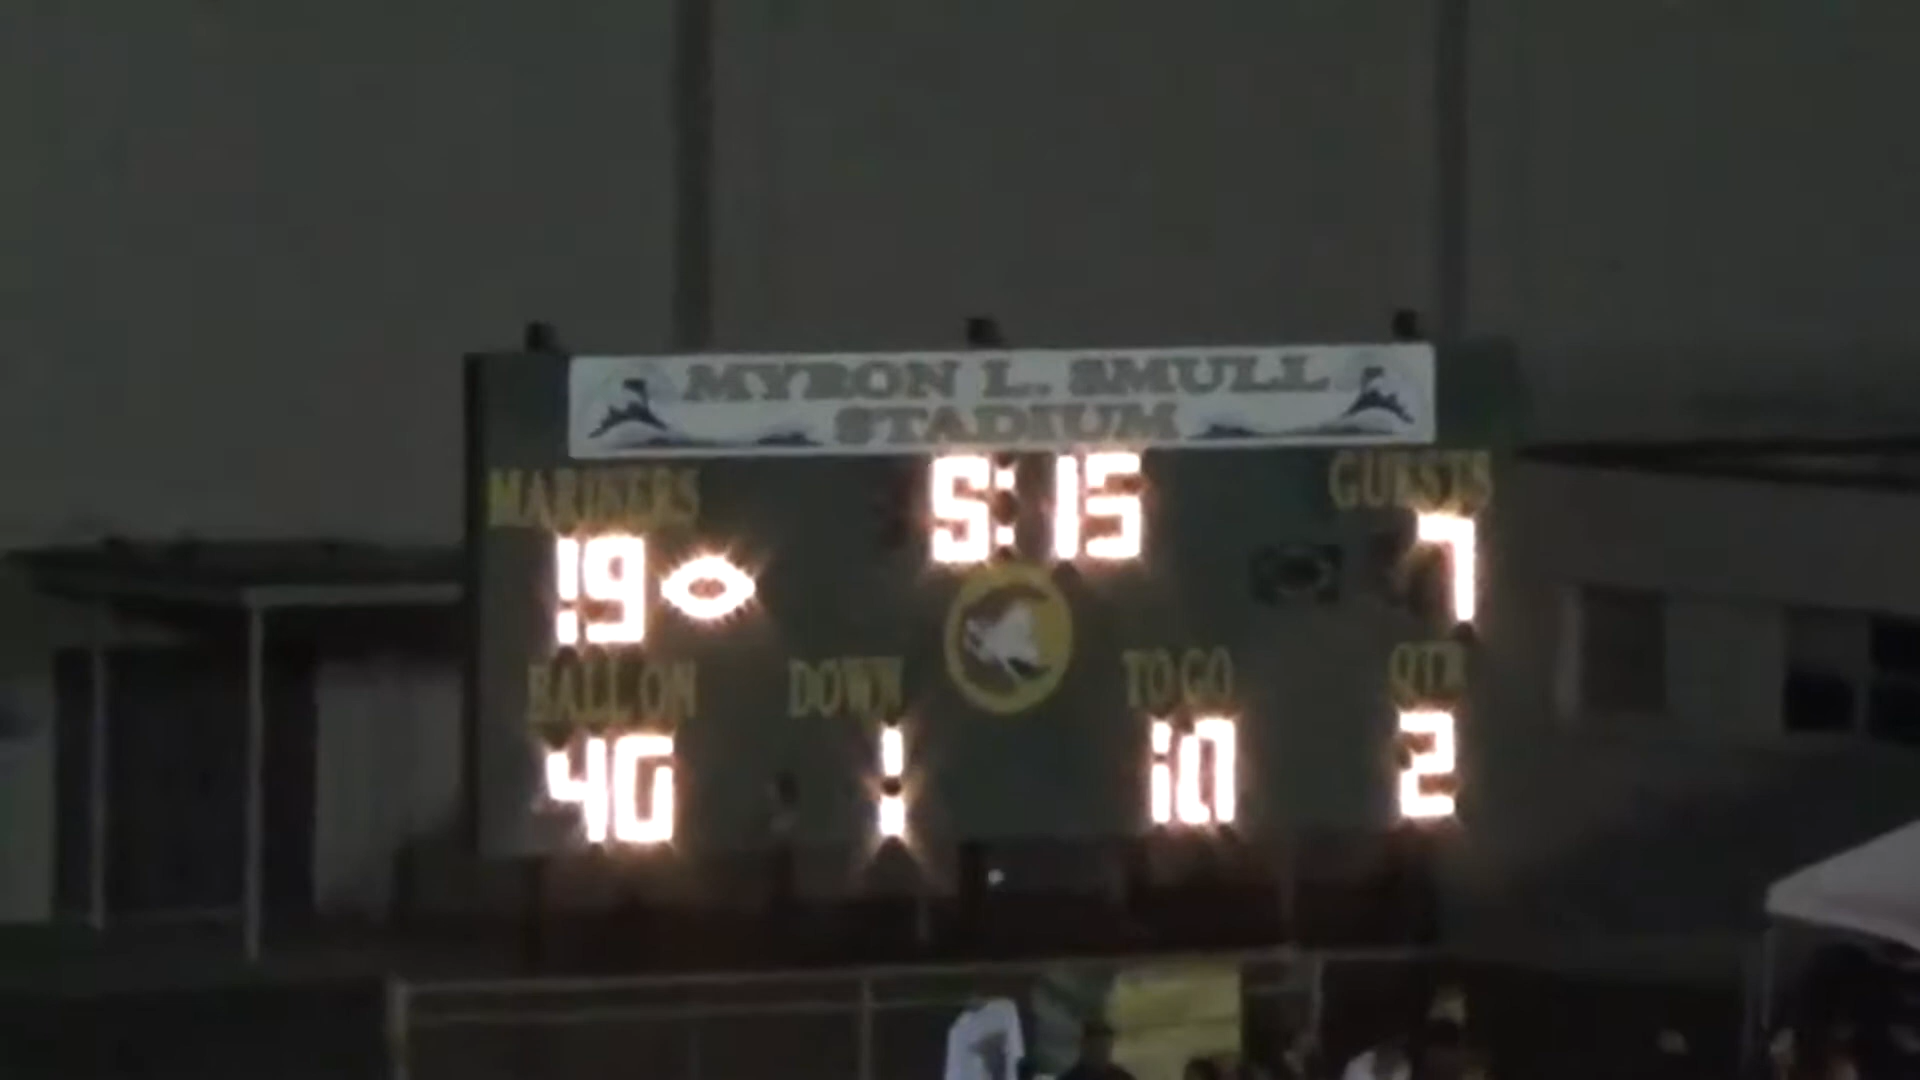 MYRON L. SMULL
STADIUM
MARINERS 5:15 GUESTS
19 7
BALL ON DOWN TO GO QTR
40 1 10 2